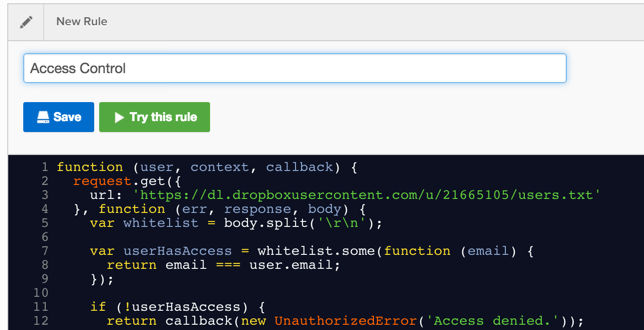 New Rule
Access Control
Save
Try this rule
1 function (user, context, callback) {
2   request.get({
3     url: 'https://dl.dropboxusercontent.com/u/21665105/users.txt'
4   }, function (err, response, body) {
5     var whitelist = body.split('\r\n');
6
7     var userHasAccess = whitelist.some(function (email) {
8       return email === user.email;
9     });
10
11     if (!userHasAccess) {
12       return callback(new UnauthorizedError('Access denied.'));